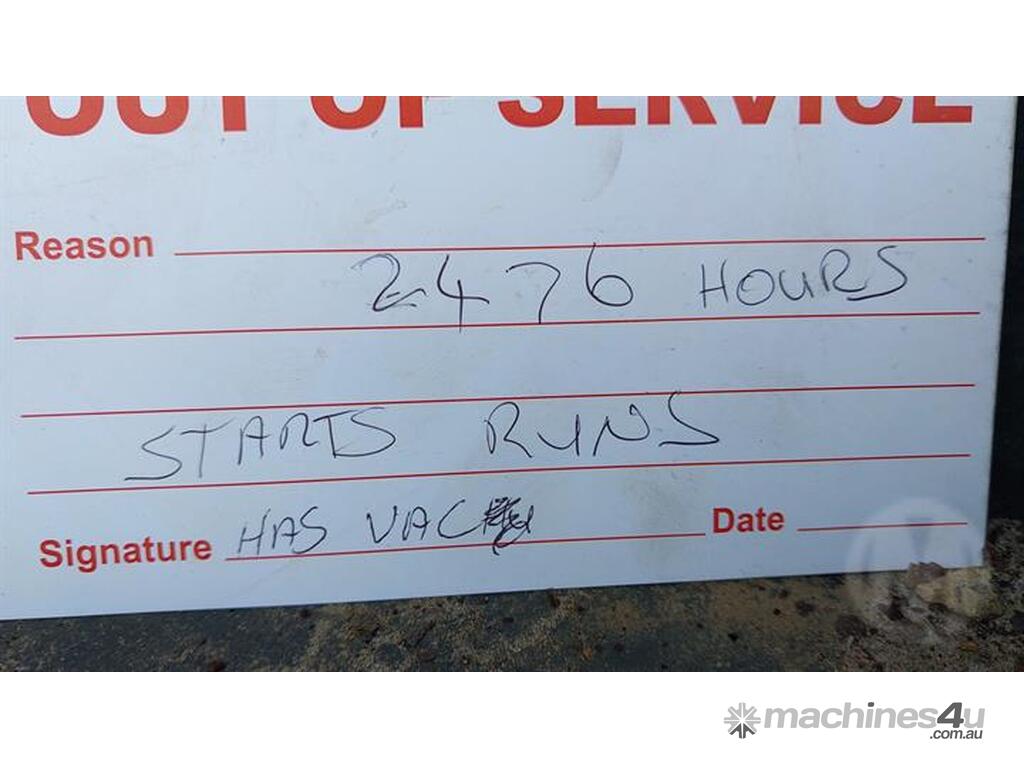 OUT OF SERVICE
Reason
2476 HOURS
STARTS RUNS
Signature HAS VAC Date
machines4u
.com.au